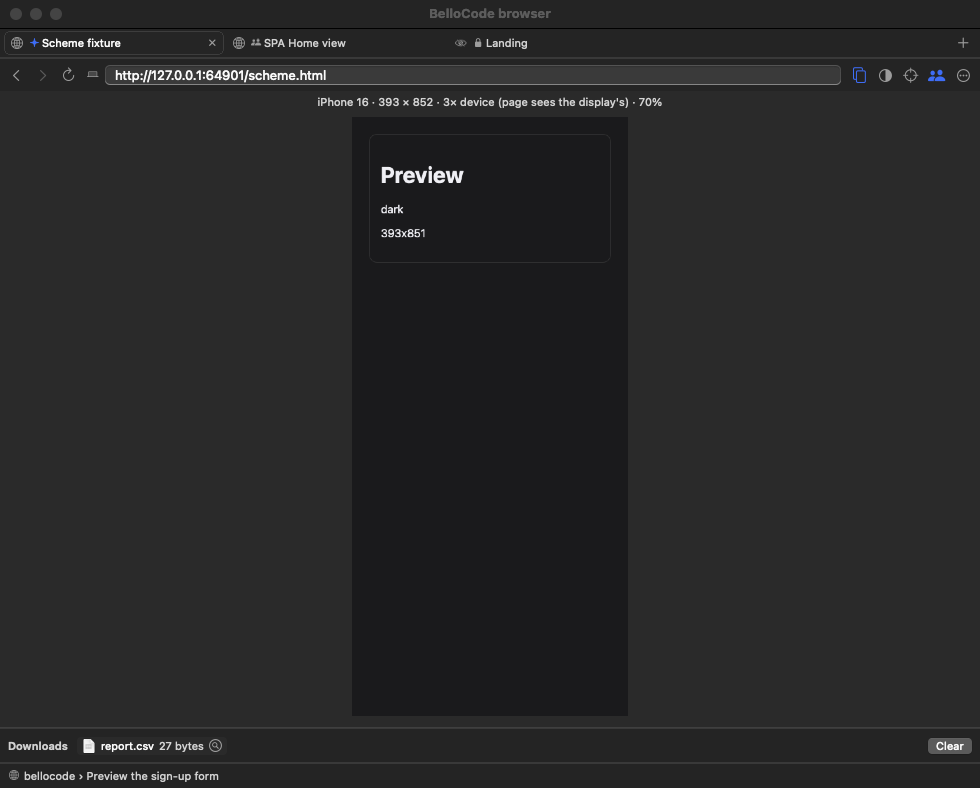 BelloCode browser
Scheme fixture
SPA Home view
Landing
http://127.0.0.1:64901/scheme.html
iPhone 16 · 393 × 852 · 3× device (page sees the display's) · 70%
Preview
dark
393x851
Downloads report.csv 27 bytes Clear
bellocode › Preview the sign-up form